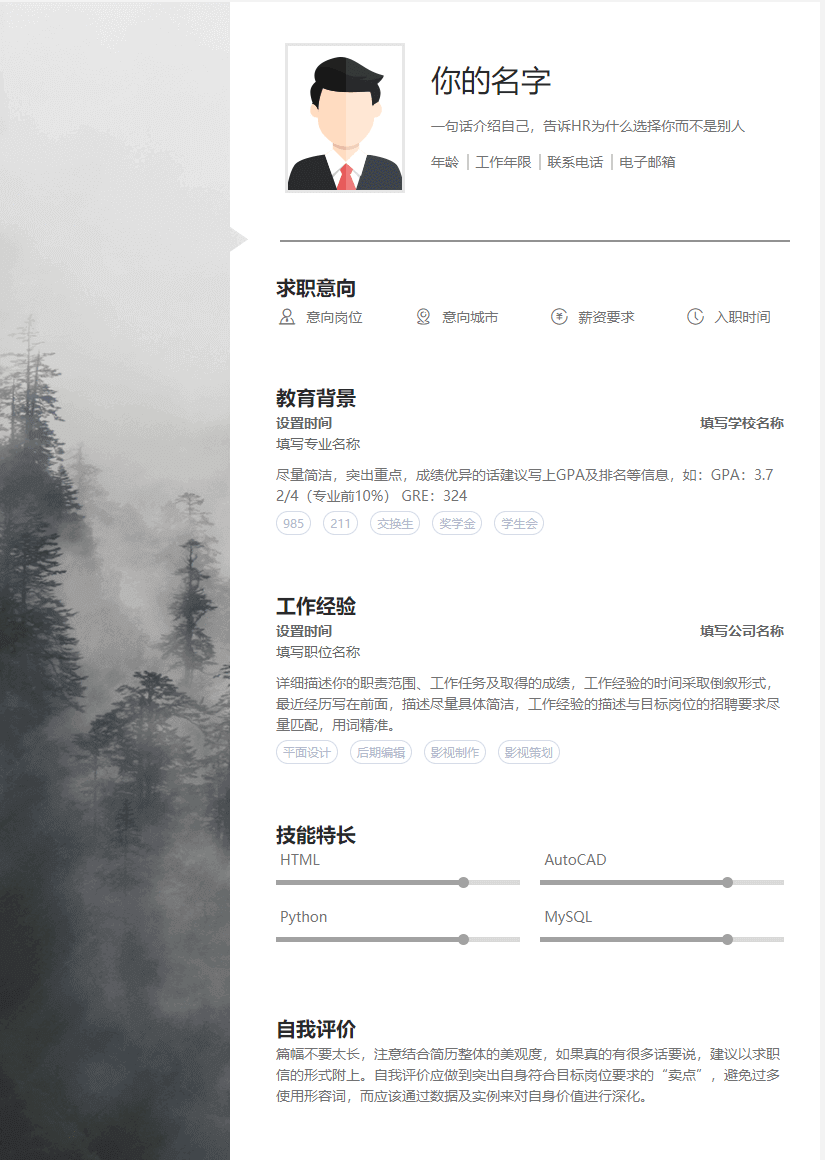 你的名字
一句话介绍自己，告诉HR为什么选择你而不是别人
年龄 | 工作年限 | 联系电话 | 电子邮箱
求职意向
意向岗位 意向城市 薪资要求 入职时间
教育背景
设置时间 填写学校名称
填写专业名称
尽量简洁，突出重点，成绩优异的话建议写上GPA及排名等信息，如：GPA：3.7
2/4（专业前10%） GRE：324
985 211 交换生 奖学金 学生会
工作经验
设置时间 填写公司名称
填写职位名称
详细描述你的职责范围、工作任务及取得的成绩，工作经验的时间采取倒叙形式，
最近经历写在前面，描述尽量具体简洁，工作经验的描述与目标岗位的招聘要求尽
量匹配，用词精准。
平面设计 后期编辑 影视制作 影视策划
技能特长
HTML AutoCAD
Python MySQL
自我评价
篇幅不要太长，注意结合简历整体的美观度，如果真的有很多话要说，建议以求职
信的形式附上。自我评价应做到突出自身符合目标岗位要求的“卖点”，避免过多
使用形容词，而应该通过数据及实例来对自身价值进行深化。